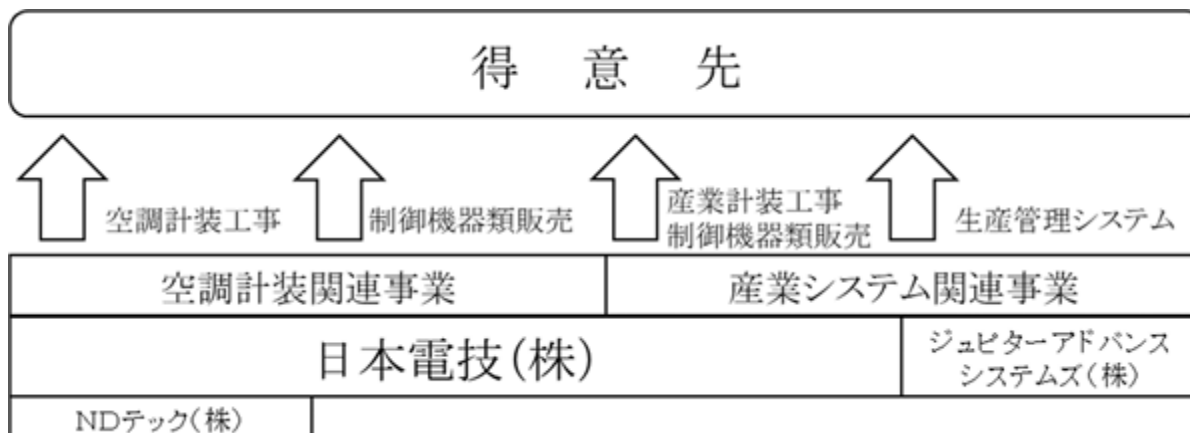 得意先
空調計装工事
制御機器類販売
産業計装工事
制御機器類販売
生産管理システム
空調計装関連事業
産業システム関連事業
日本電技(株)
ジュピターアドバンス
システムズ(株)
NDテック(株)